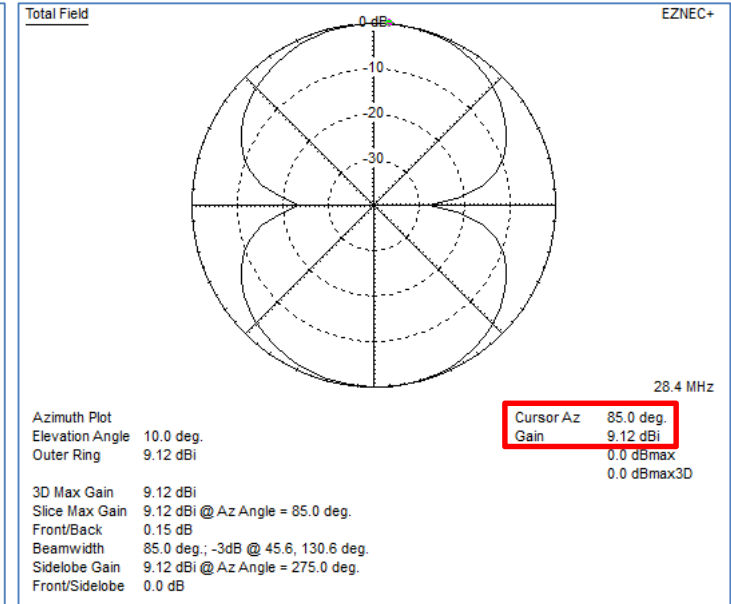 Total Field
EZNEC+
0 dB
-10
-20
-30
28.4 MHz
Azimuth Plot
Elevation Angle 10.0 deg.
Outer Ring 9.12 dBi
Cursor Az 85.0 deg.
Gain 9.12 dBi
0.0 dBmax
0.0 dBmax3D
3D Max Gain 9.12 dBi
Slice Max Gain 9.12 dBi @ Az Angle = 85.0 deg.
Front/Back 0.15 dB
Beamwidth 85.0 deg.; -3dB @ 45.6, 130.6 deg.
Sidelobe Gain 9.12 dBi @ Az Angle = 275.0 deg.
Front/Sidelobe 0.0 dB